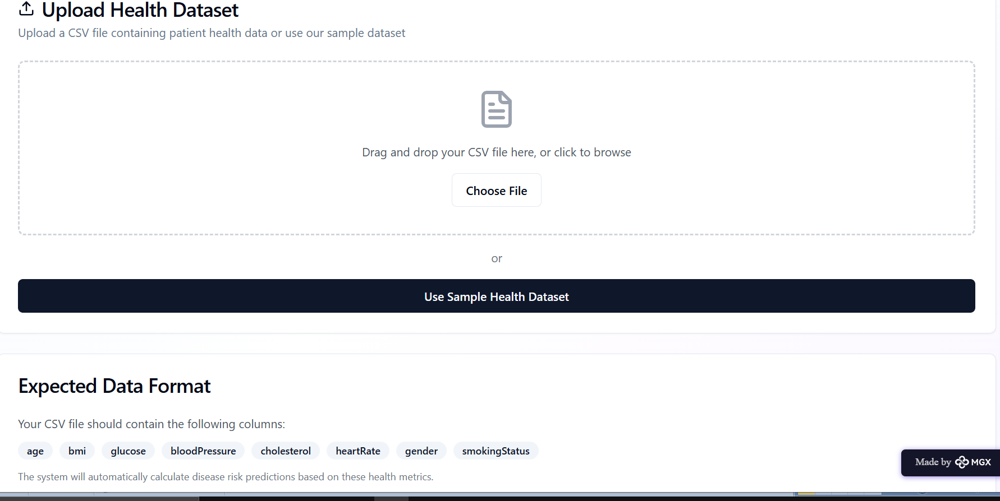 Upload Health Dataset
Upload a CSV file containing patient health data or use our sample dataset
Drag and drop your CSV file here, or click to browse
Choose File
or
Use Sample Health Dataset
Expected Data Format
Your CSV file should contain the following columns:
age bmi glucose bloodPressure cholesterol heartRate gender smokingStatus
Made by MGX
The system will automatically calculate disease risk predictions based on these health metrics.